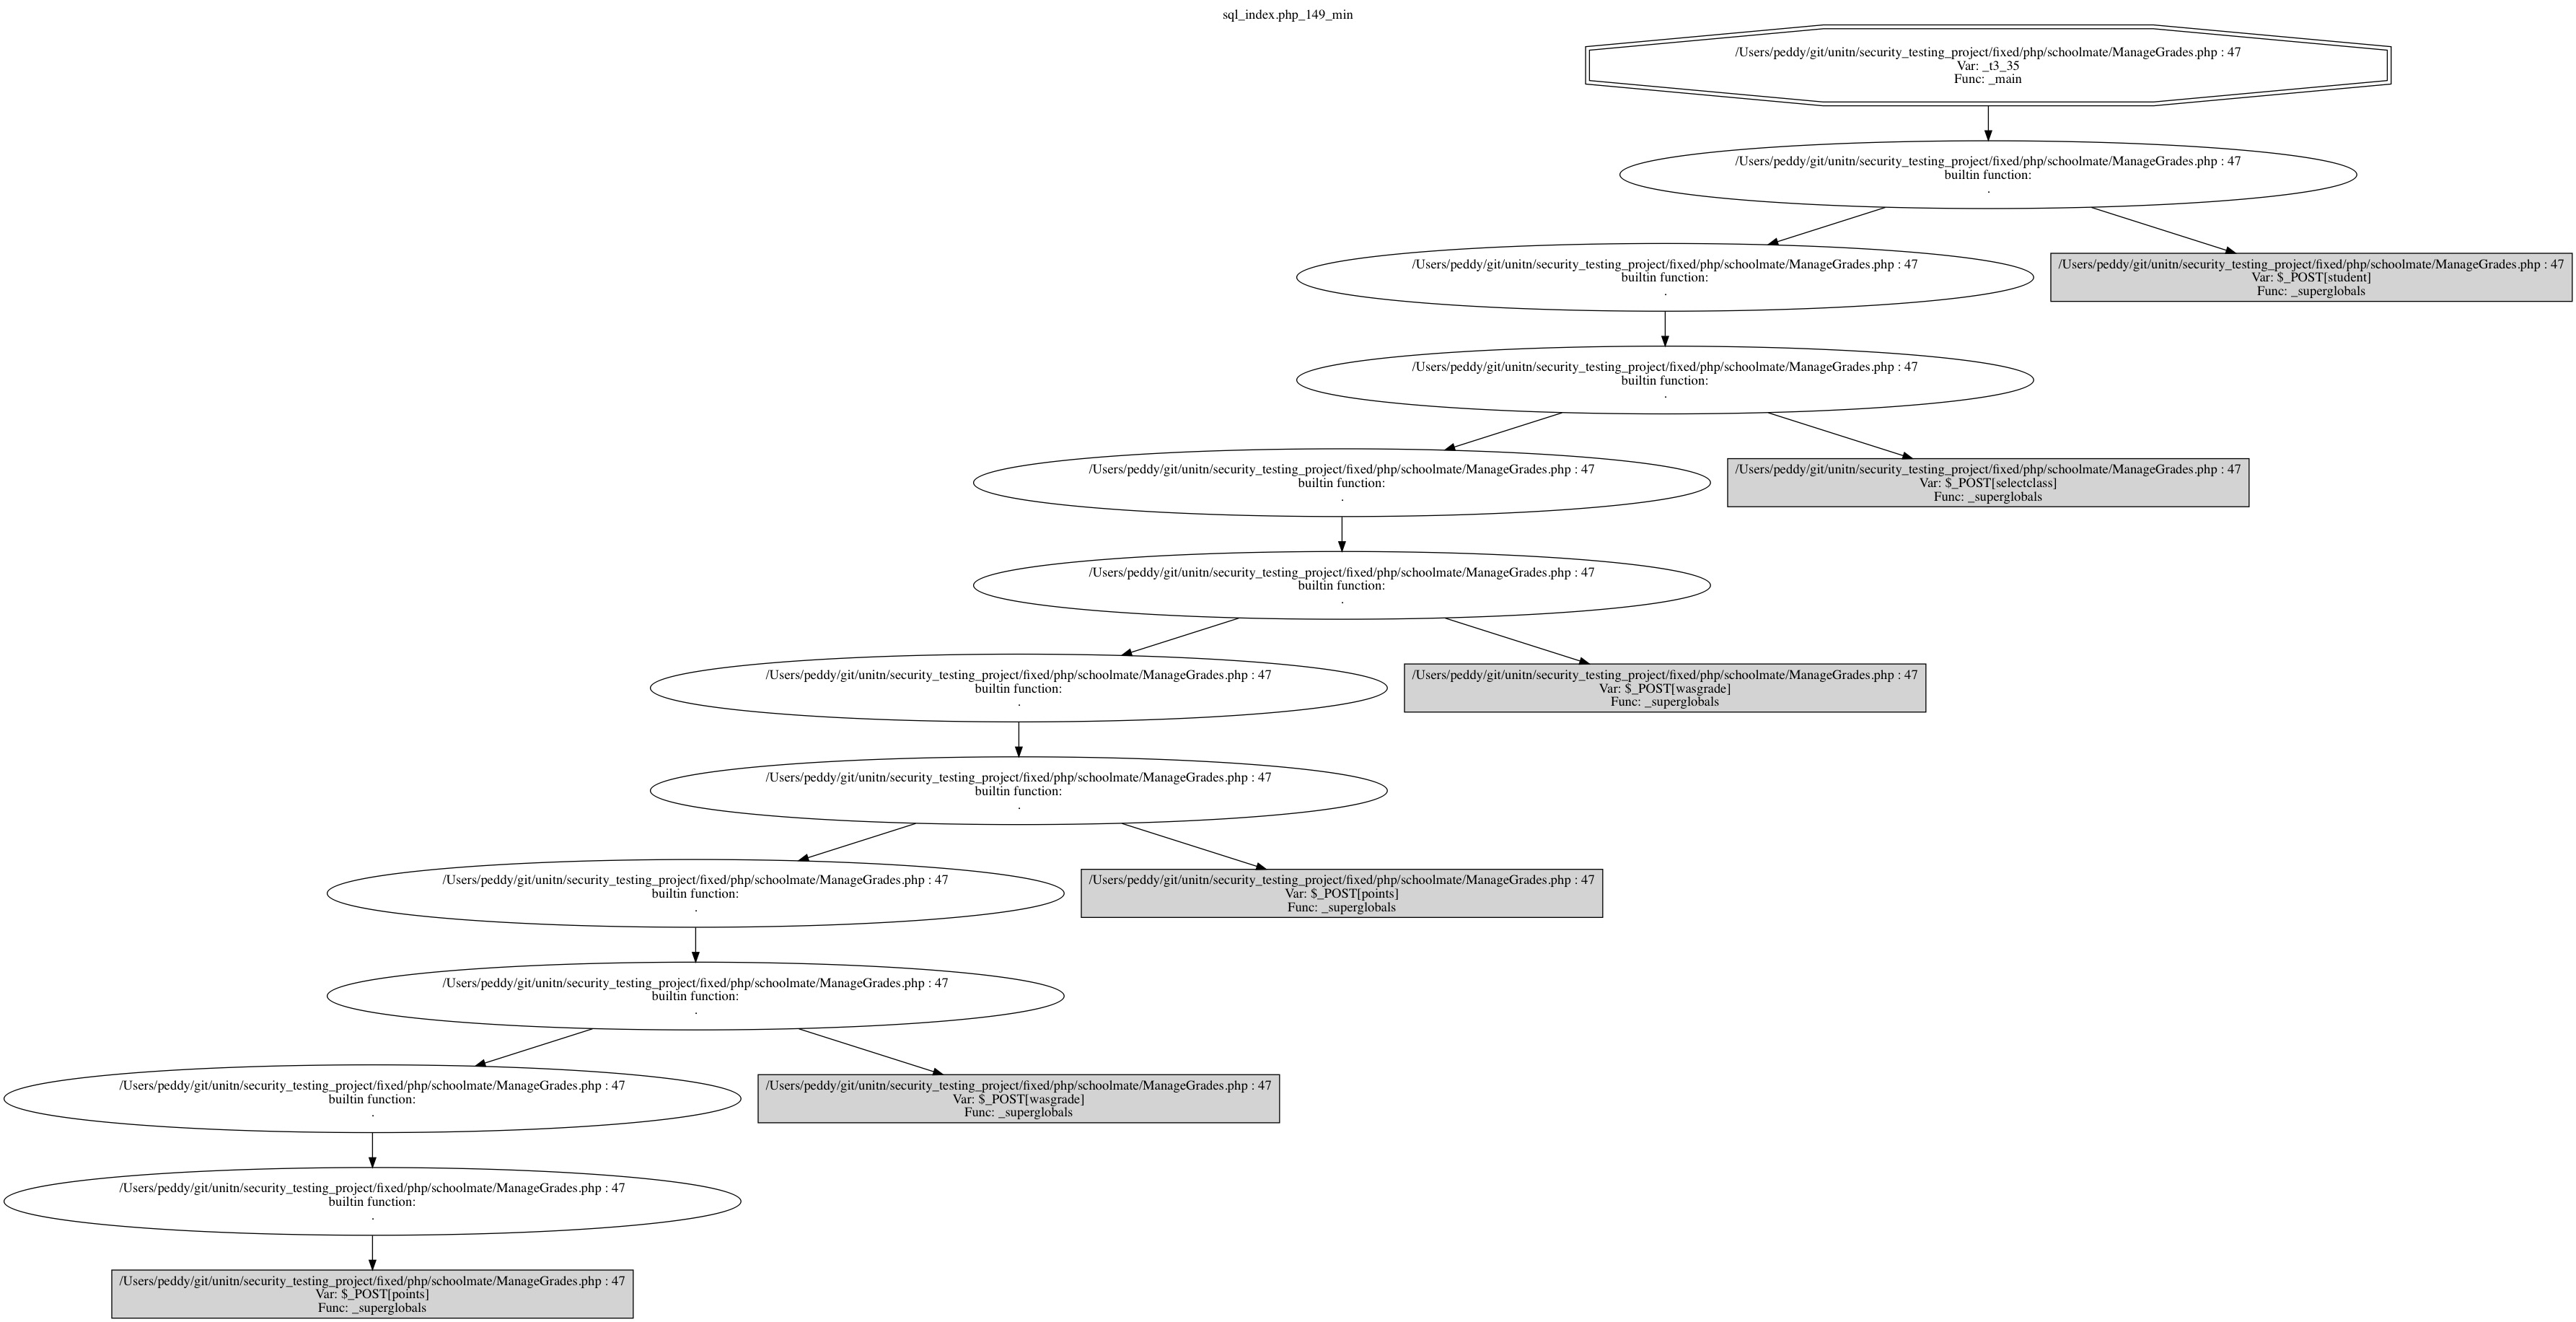 sql_index.php_149_min
/Users/peddy/git/unitn/security_testing_project/fixed/php/schoolmate/ManageGrades.php : 47
Var: _t3_35
Func: _main
/Users/peddy/git/unitn/security_testing_project/fixed/php/schoolmate/ManageGrades.php : 47
builtin function:
.
/Users/peddy/git/unitn/security_testing_project/fixed/php/schoolmate/ManageGrades.php : 47
builtin function:
.
/Users/peddy/git/unitn/security_testing_project/fixed/php/schoolmate/ManageGrades.php : 47
Var: $_POST[student]
Func: _superglobals
/Users/peddy/git/unitn/security_testing_project/fixed/php/schoolmate/ManageGrades.php : 47
builtin function:
.
/Users/peddy/git/unitn/security_testing_project/fixed/php/schoolmate/ManageGrades.php : 47
builtin function:
.
/Users/peddy/git/unitn/security_testing_project/fixed/php/schoolmate/ManageGrades.php : 47
Var: $_POST[selectclass]
Func: _superglobals
/Users/peddy/git/unitn/security_testing_project/fixed/php/schoolmate/ManageGrades.php : 47
builtin function:
.
/Users/peddy/git/unitn/security_testing_project/fixed/php/schoolmate/ManageGrades.php : 47
builtin function:
.
/Users/peddy/git/unitn/security_testing_project/fixed/php/schoolmate/ManageGrades.php : 47
Var: $_POST[wasgrade]
Func: _superglobals
/Users/peddy/git/unitn/security_testing_project/fixed/php/schoolmate/ManageGrades.php : 47
builtin function:
.
/Users/peddy/git/unitn/security_testing_project/fixed/php/schoolmate/ManageGrades.php : 47
builtin function:
.
/Users/peddy/git/unitn/security_testing_project/fixed/php/schoolmate/ManageGrades.php : 47
Var: $_POST[points]
Func: _superglobals
/Users/peddy/git/unitn/security_testing_project/fixed/php/schoolmate/ManageGrades.php : 47
builtin function:
.
/Users/peddy/git/unitn/security_testing_project/fixed/php/schoolmate/ManageGrades.php : 47
builtin function:
.
/Users/peddy/git/unitn/security_testing_project/fixed/php/schoolmate/ManageGrades.php : 47
Var: $_POST[wasgrade]
Func: _superglobals
/Users/peddy/git/unitn/security_testing_project/fixed/php/schoolmate/ManageGrades.php : 47
builtin function:
.
/Users/peddy/git/unitn/security_testing_project/fixed/php/schoolmate/ManageGrades.php : 47
Var: $_POST[points]
Func: _superglobals